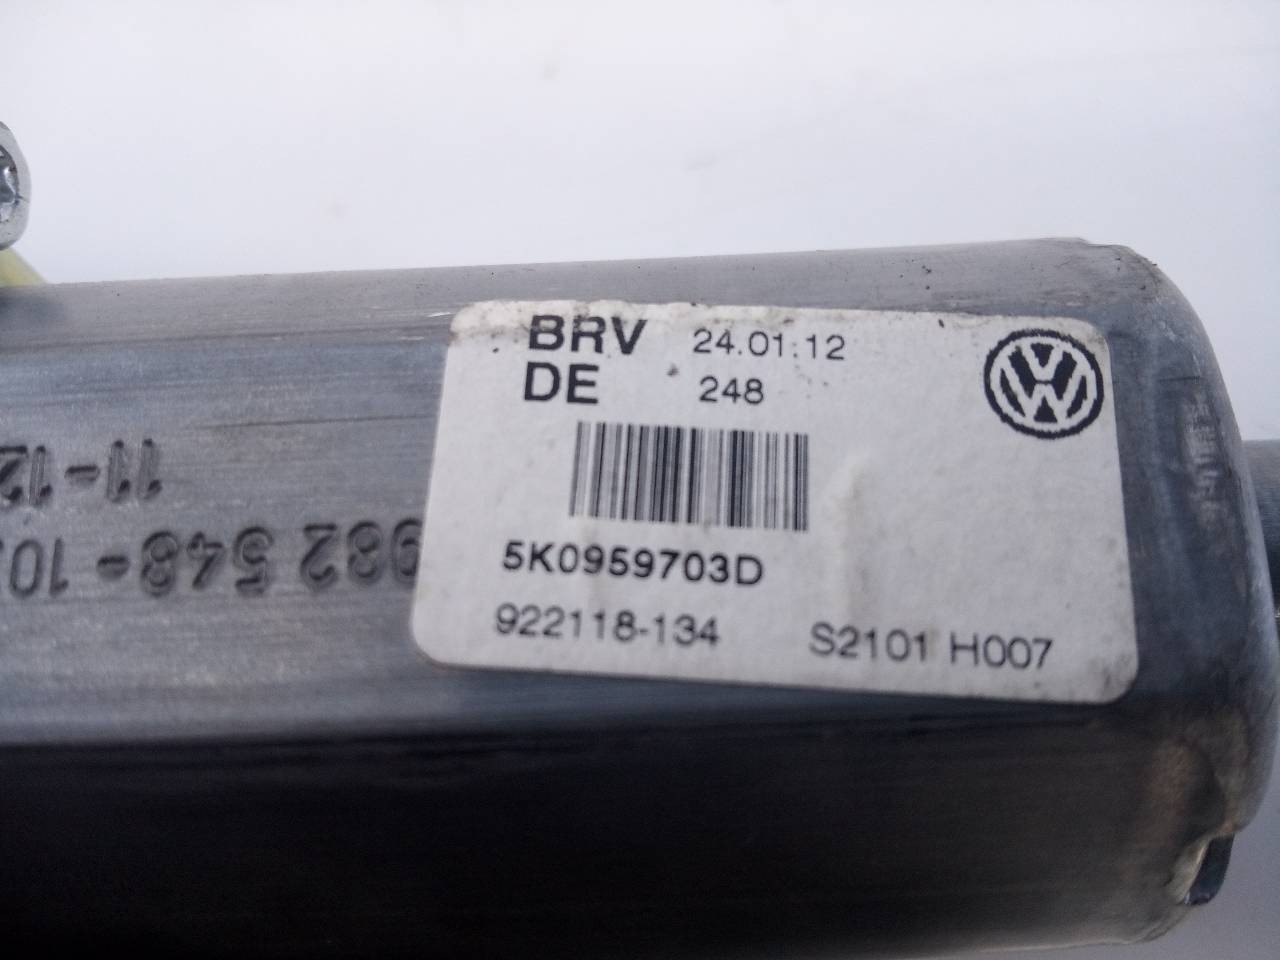 BRV 24.01.12
DE 248
5K0959703D
922118-134 S2101 H007
982 548-10
11-12